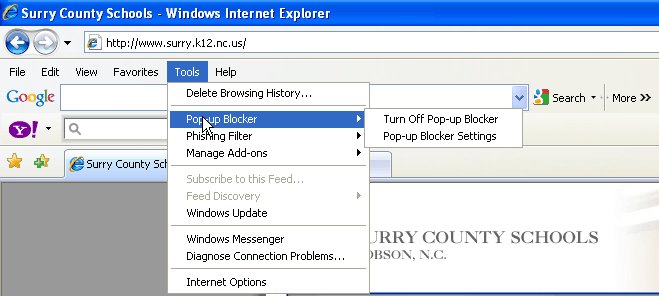 Surry County Schools - Windows Internet Explorer
http://www.surry.k12.nc.us/
File Edit View Favorites Tools Help
Google Search More >>
Y!
Surry County Sch
Delete Browsing History...
Pop-up Blocker
Phishing Filter
Manage Add-ons
Subscribe to this Feed...
Feed Discovery
Windows Update
Windows Messenger
Diagnose Connection Problems...
Internet Options
Turn Off Pop-up Blocker
Pop-up Blocker Settings
URRY COUNTY SCHOOLS
OBSON, N.C.